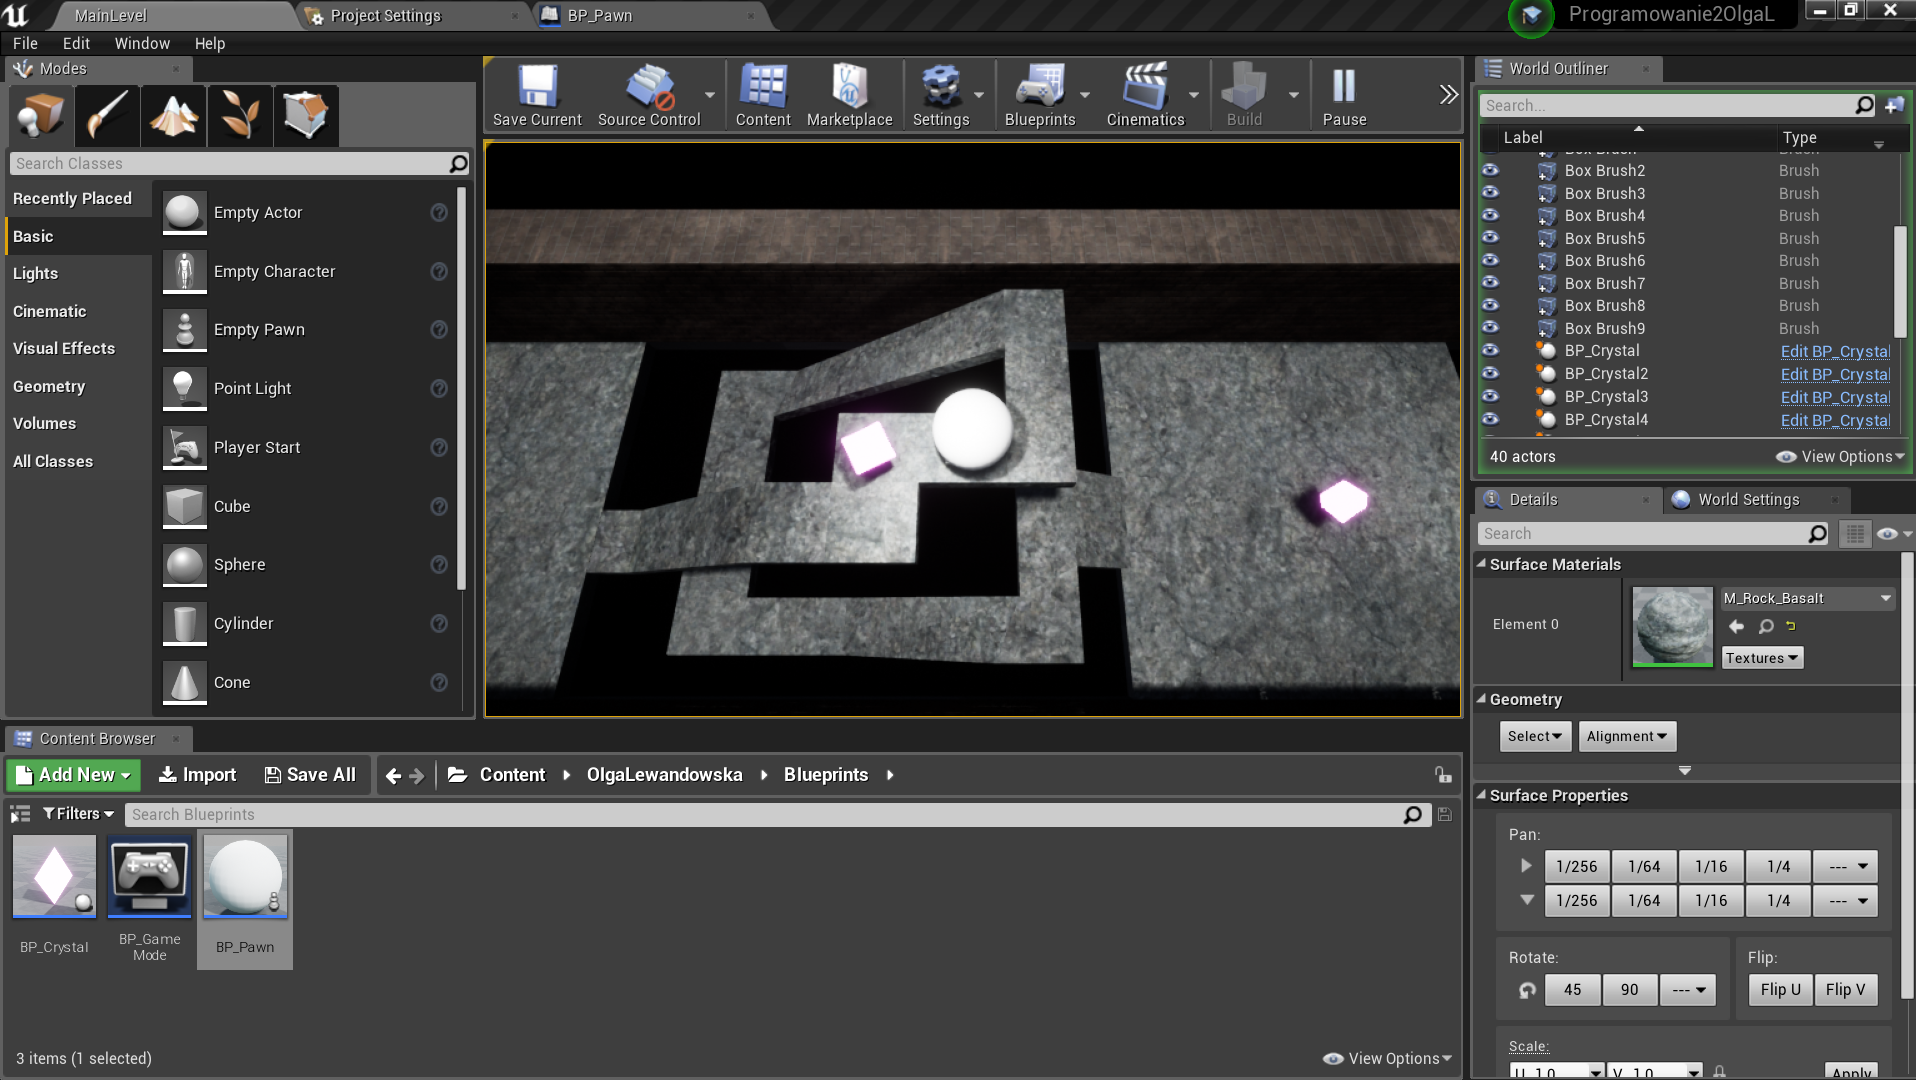 MainLevel
Project Settings
BP_Pawn
Programowanie2OlgaL
File
Edit
Window
Help
Modes
Search Classes
Recently Placed
Basic
Lights
Cinematic
Visual Effects
Geometry
Volumes
All Classes
Empty Actor
Empty Character
Empty Pawn
Point Light
Player Start
Cube
Sphere
Cylinder
Cone
Save Current
Source Control
Content
Marketplace
Settings
Blueprints
Cinematics
Build
Pause
World Outliner
Search...
Label
Type
Box Brush
Brush
Box Brush2
Brush
Box Brush3
Brush
Box Brush4
Brush
Box Brush5
Brush
Box Brush6
Brush
Box Brush7
Brush
Box Brush8
Brush
Box Brush9
Brush
BP_Crystal
Edit BP_Crystal
BP_Crystal2
Edit BP_Crystal
BP_Crystal3
Edit BP_Crystal
BP_Crystal4
Edit BP_Crystal
40 actors
View Options
Details
World Settings
Search
Surface Materials
Element 0
M_Rock_Basalt
Textures
Geometry
Select
Alignment
Surface Properties
Pan:
1/256
1/64
1/16
1/4
---
1/256
1/64
1/16
1/4
---
Rotate:
45
90
---
Flip:
Flip U
Flip V
Scale:
U 1.0
V 1.0
Apply
Content Browser
Add New
Import
Save All
Content
OlgaLewandowska
Blueprints
Filters
Search Blueprints
BP_Crystal
BP_Game
Mode
BP_Pawn
3 items (1 selected)
View Options